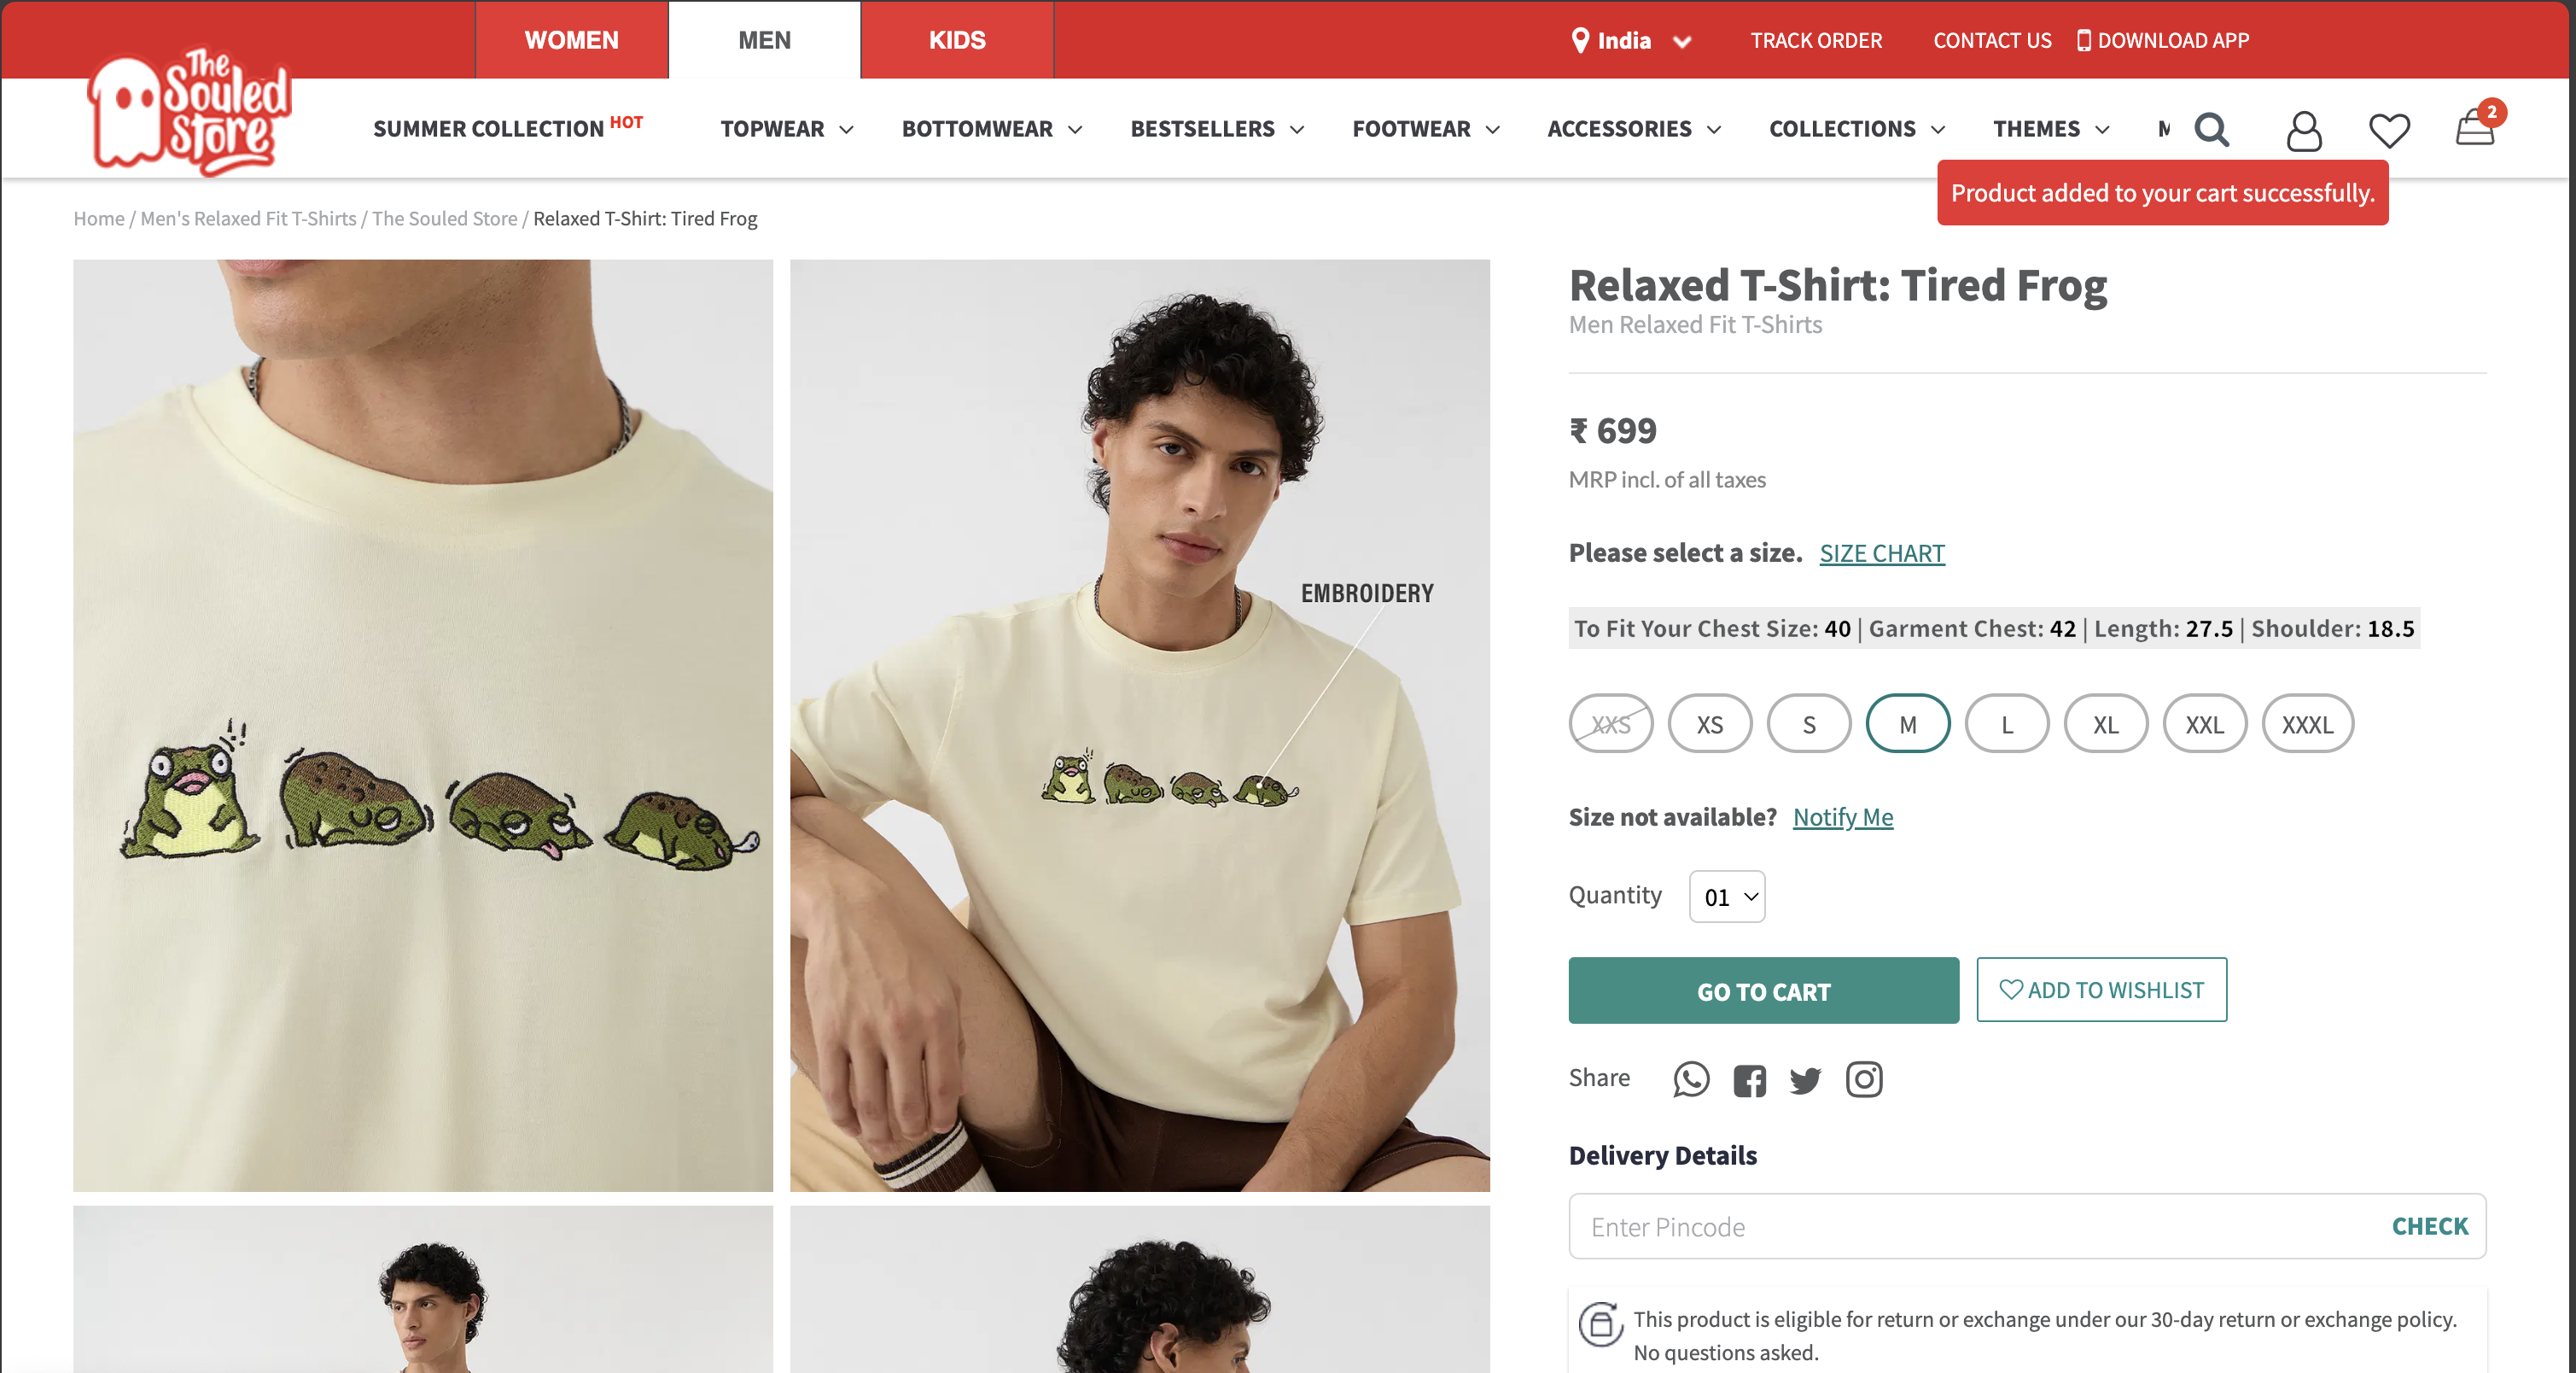 WOMEN
MEN
KIDS
India
TRACK ORDER
CONTACT US
DOWNLOAD APP
The
Souled
Store
SUMMER COLLECTION HOT
TOPWEAR
BOTTOMWEAR
BESTSELLERS
FOOTWEAR
ACCESSORIES
COLLECTIONS
THEMES
2
Product added to your cart successfully.
Home / Men's Relaxed Fit T-Shirts / The Souled Store / Relaxed T-Shirt: Tired Frog
EMBROIDERY
Relaxed T-Shirt: Tired Frog
Men Relaxed Fit T-Shirts
₹ 699
MRP incl. of all taxes
Please select a size. SIZE CHART
To Fit Your Chest Size: 40 | Garment Chest: 42 | Length: 27.5 | Shoulder: 18.5
XXS XS S M L XL XXL XXXL
Size not available? Notify Me
Quantity 01
GO TO CART
ADD TO WISHLIST
Share
Delivery Details
Enter Pincode
CHECK
This product is eligible for return or exchange under our 30-day return or exchange policy.
No questions asked.